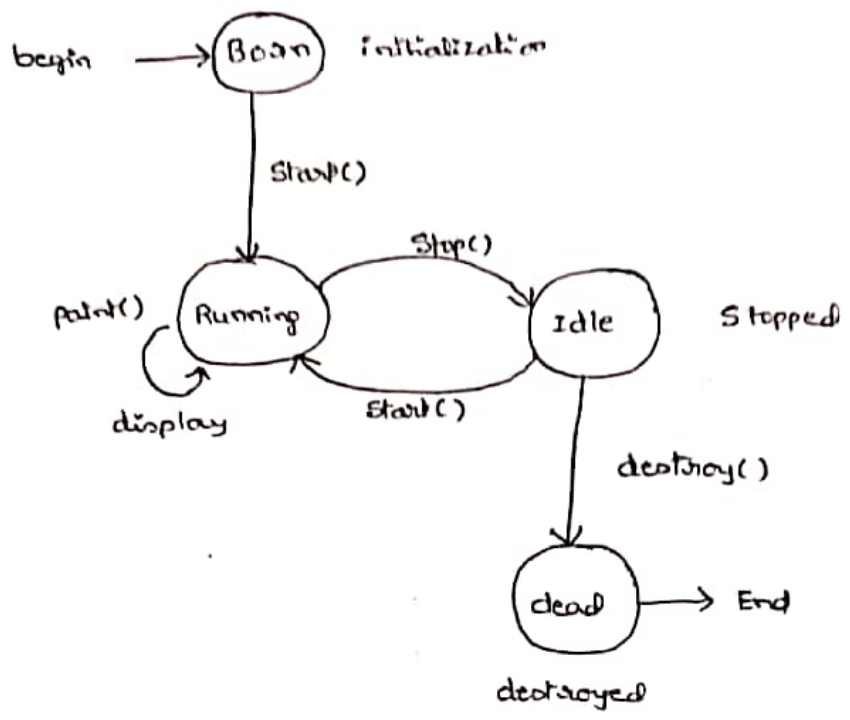 begin
Born
initialization
Start()
Stop()
paint()
Running
Idle
Stopped
Start()
display
destroy()
dead
End
destroyed